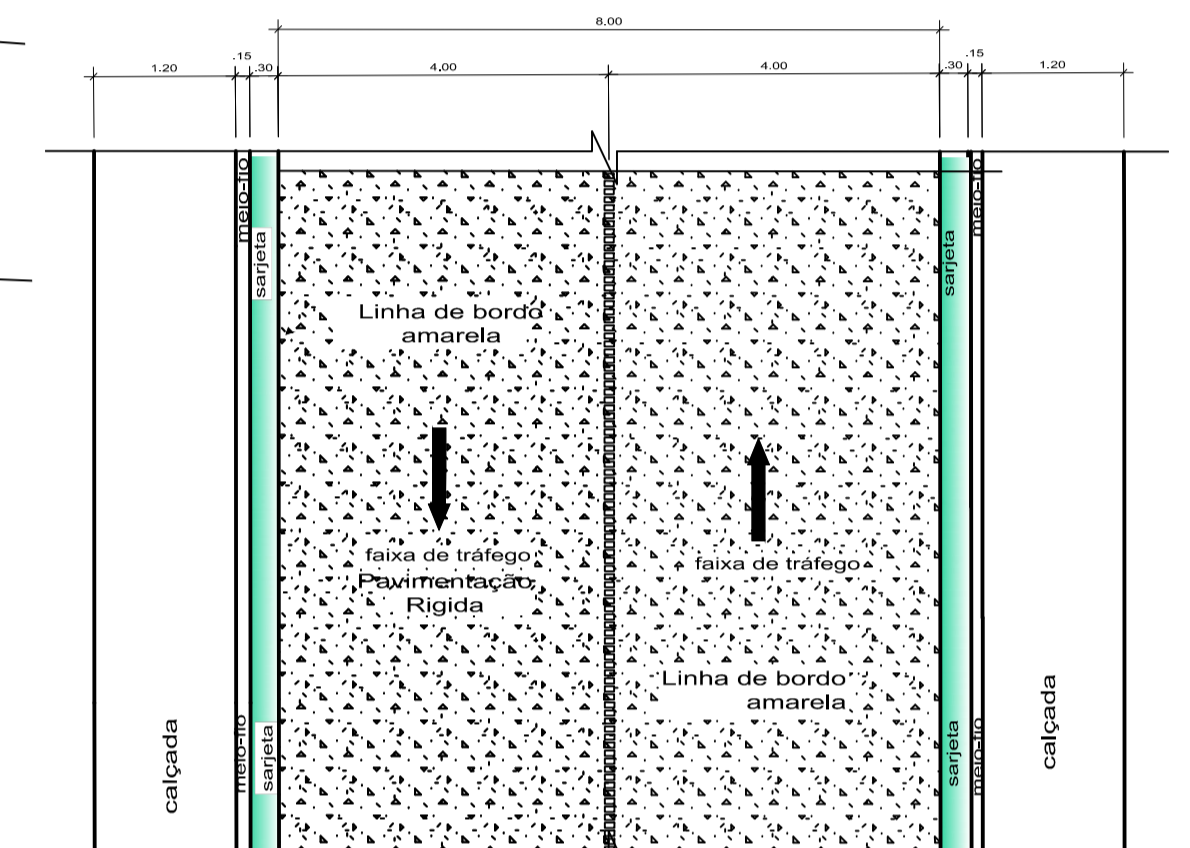 8.00
1.20
.15
.30
4.00
4.00
.30
.15
1.20
meio-fio
sarjeta
sarjeta
meio-fio
Linha de bordo
amarela
faixa de tráfego
Pavimentação
Rigida
faixa de tráfego
Linha de bordo
amarela
calçada
meio-fio
sarjeta
sarjeta
meio-fio
calçada